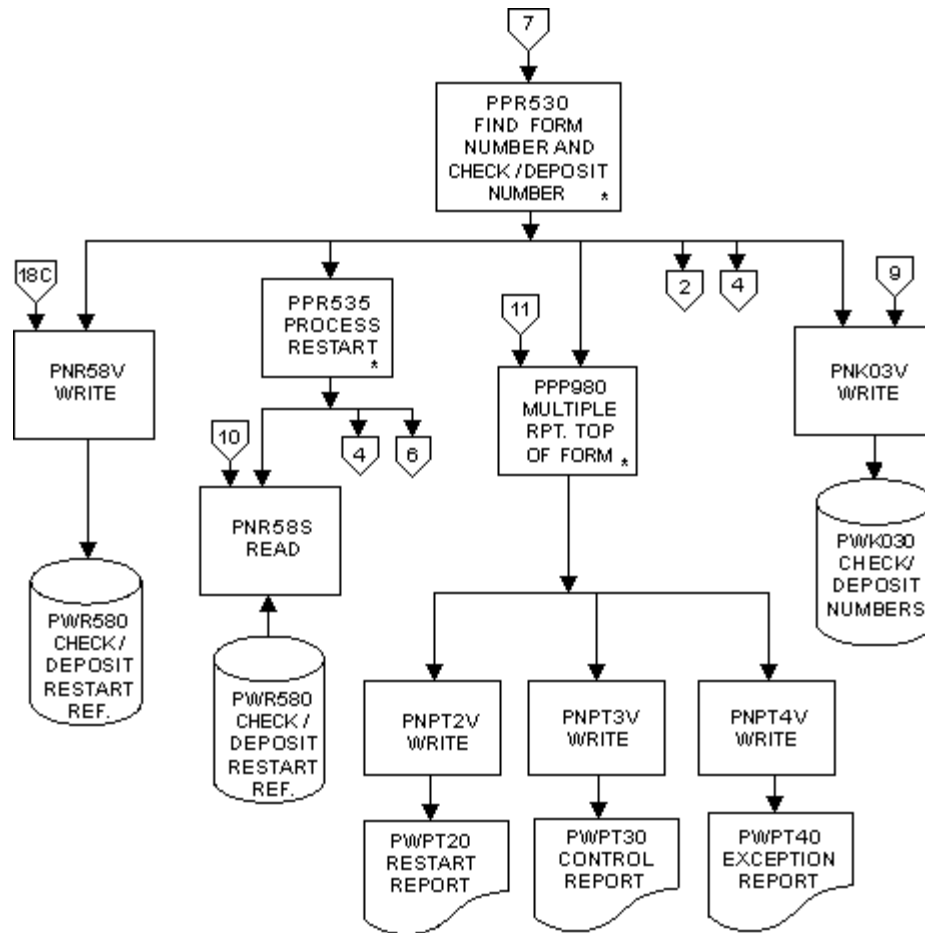 7
PPR530
FIND FORM
NUMBER AND
CHECK/DEPOSIT
NUMBER *
18C
PPR535
PROCESS
RESTART
*
11
2
4
9
PNR58V
WRITE
PNK03V
WRITE
PPP980
MULTIPLE
RPT. TOP
OF FORM *
10
4
6
PNR58S
READ
PWR580
CHECK/
DEPOSIT
RESTART
REF.
PWK030
CHECK/
DEPOSIT
NUMBERS
PWR580
CHECK/
DEPOSIT
RESTART
REF.
PNPT2V
WRITE
PNPT3V
WRITE
PNPT4V
WRITE
PWPT20
RESTART
REPORT
PWPT30
CONTROL
REPORT
PWPT40
EXCEPTION
REPORT